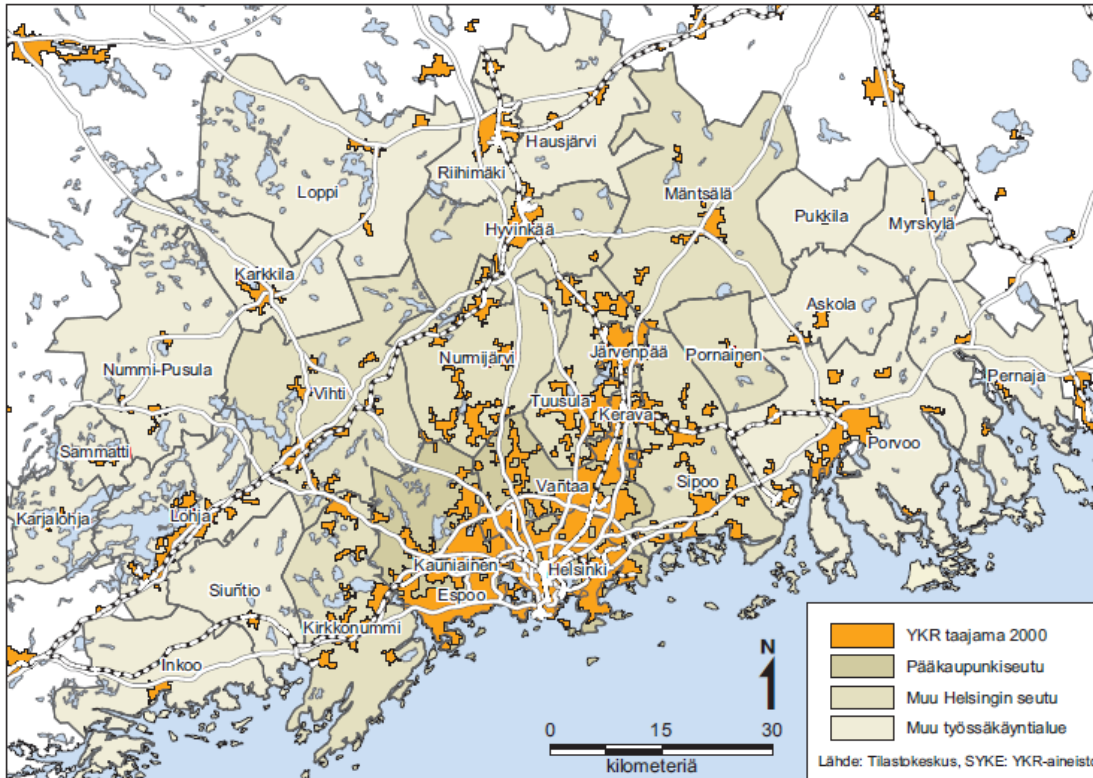 Hausjärvi
Riihimäki
Loppi
Mäntsälä
Pukkila
Myrskylä
Hyvinkää
Karkkila
Askola
Nurmijärvi
Järvenpää
Pornainen
Nummi-Pusula
Vihti
Pernaja
Tuusula
Kerava
Porvoo
Sammatti
Sipoo
Vantaa
Karjalohja
Lohja
Kauniainen
Helsinki
Siuntio
Espoo
Kirkkonummi
Inkoo
N
0 15 30
kilometeriä
YKR taajama 2000
Pääkaupunkiseutu
Muu Helsingin seutu
Muu työssäkäyntialue
Lähde: Tilastokeskus, SYKE: YKR-aineisto